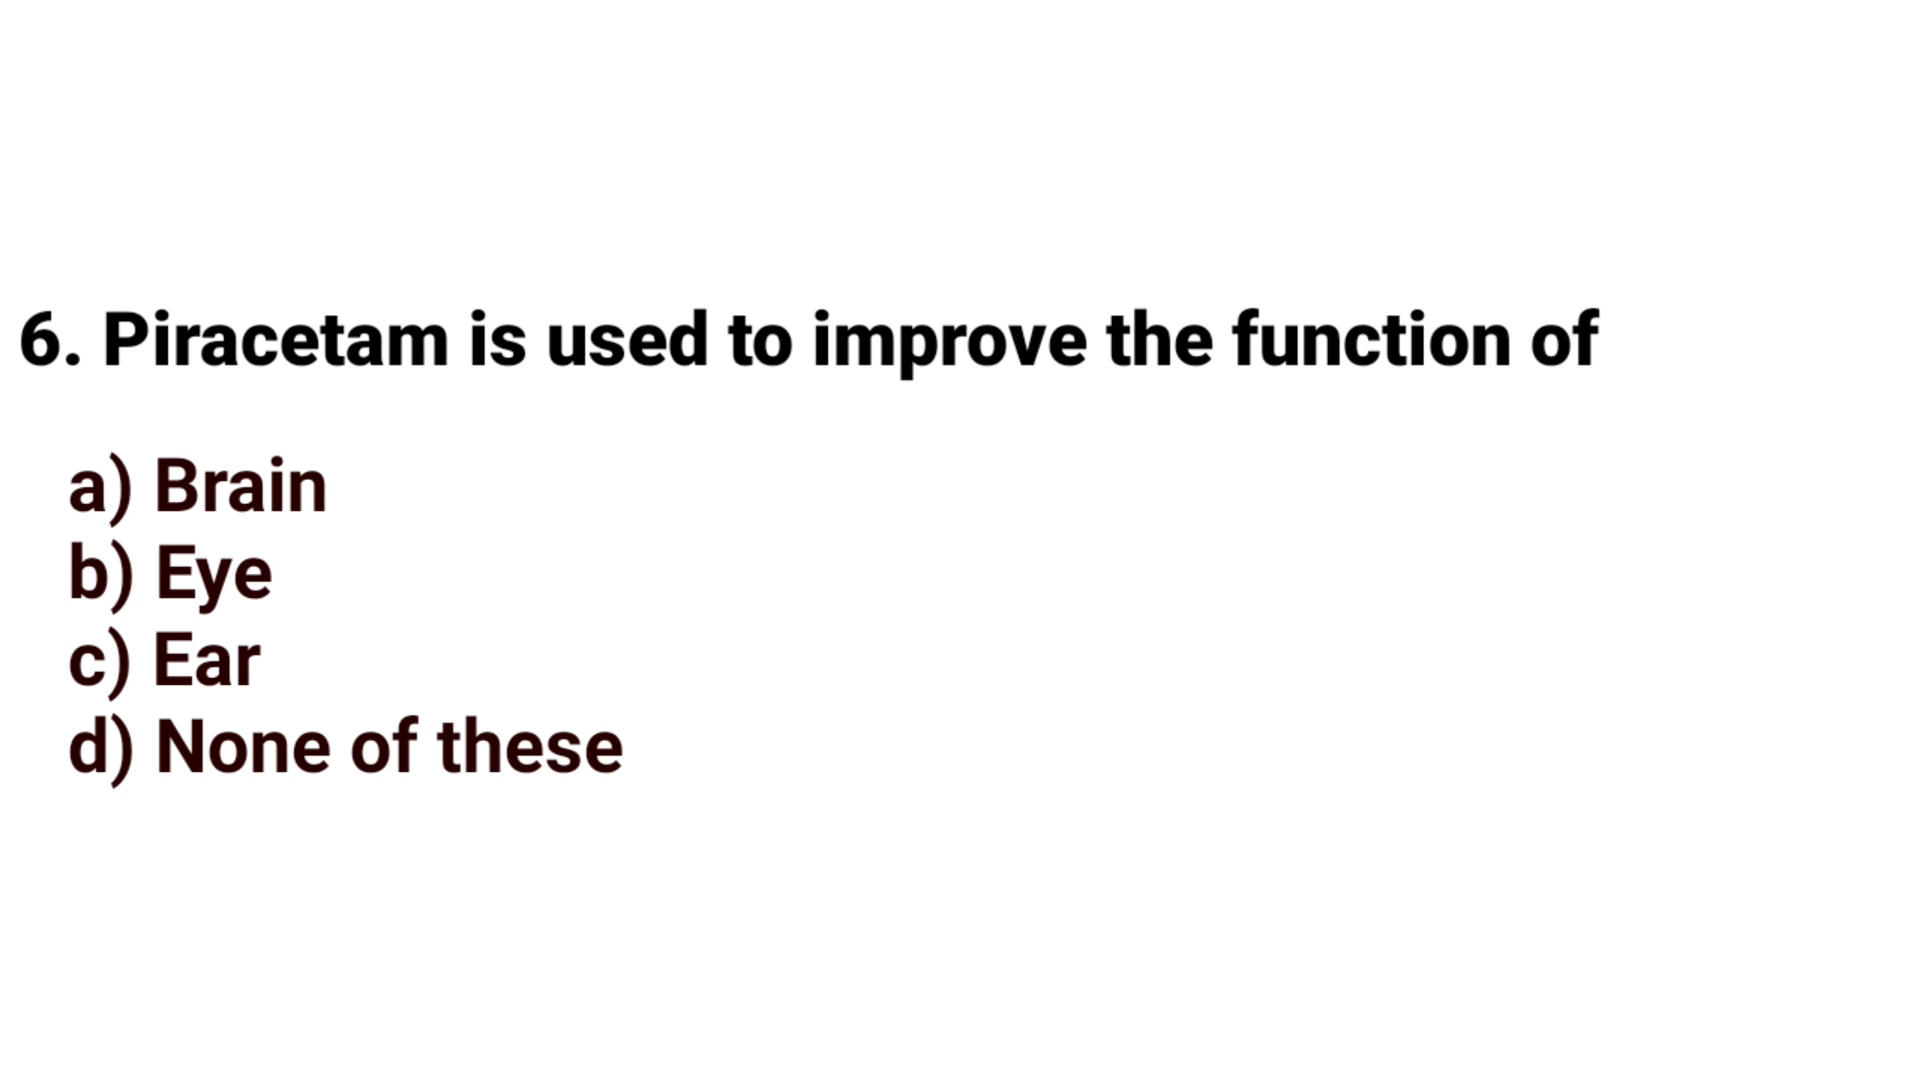 6. Piracetam is used to improve the function of
a) Brain
b) Eye
c) Ear
d) None of these